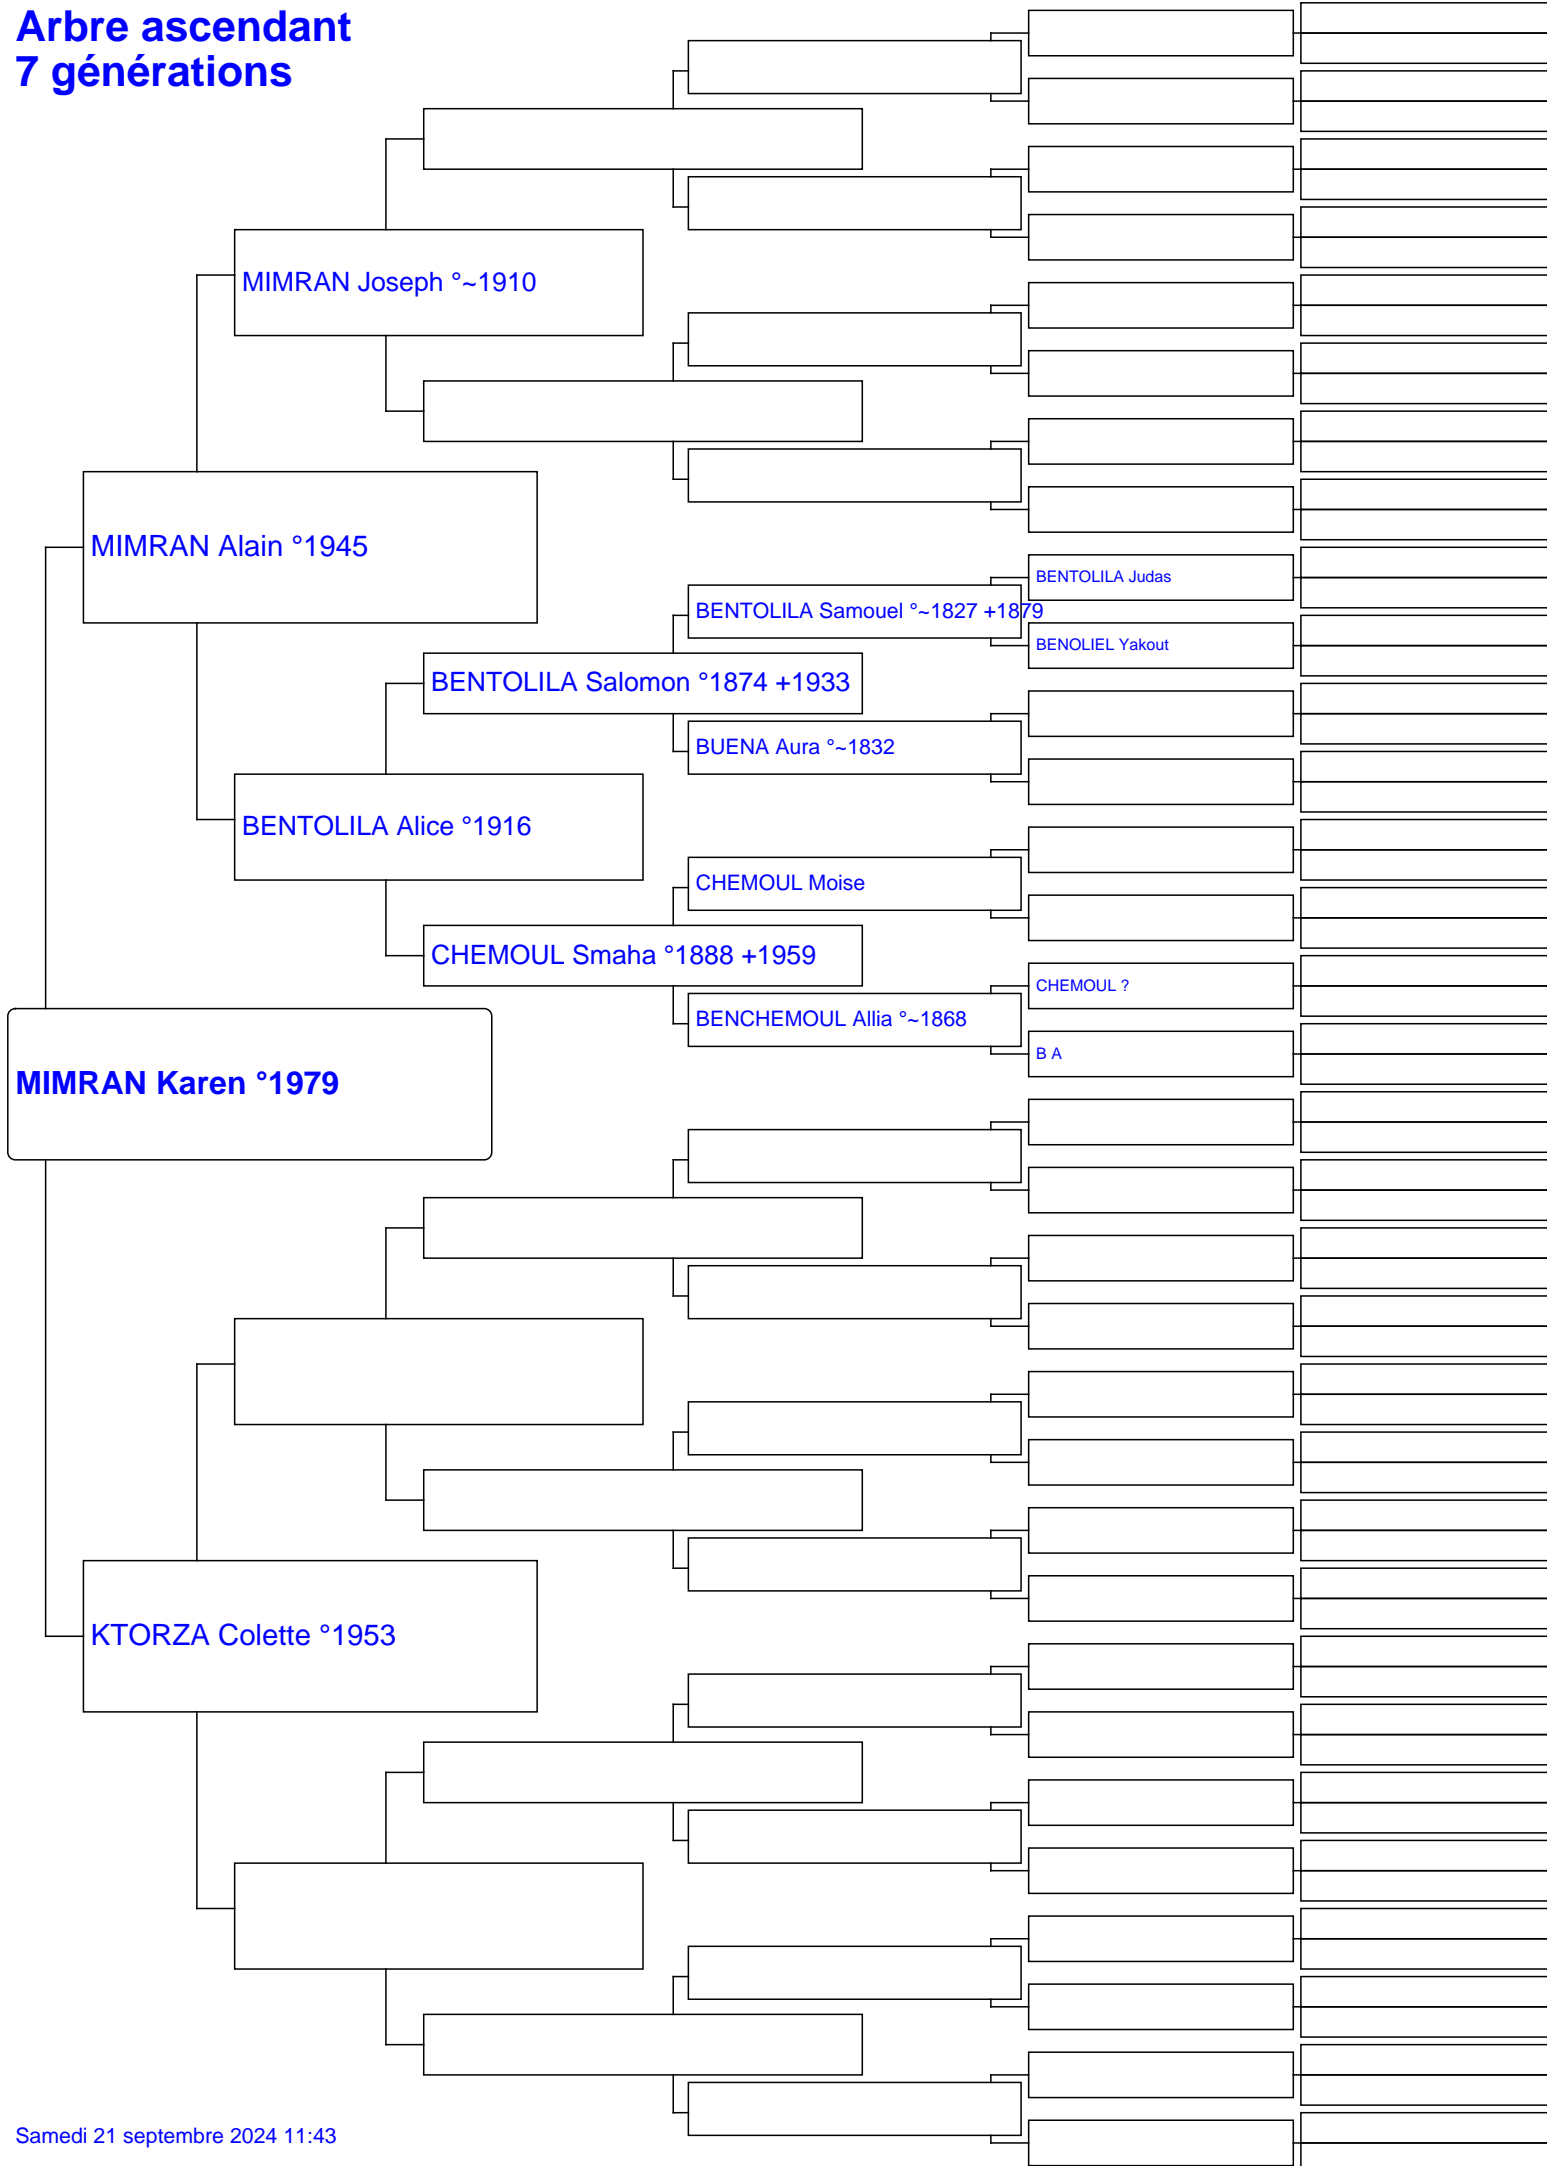 Arbre ascendant
7 générations
MIMRAN Joseph °~1910
MIMRAN Alain °1945
BENTOLILA Judas
BENTOLILA Samouel °~1827 +1879
BENOLIEL Yakout
BENTOLILA Salomon °1874 +1933
BUENA Aura °~1832
BENTOLILA Alice °1916
CHEMOUL Moise
CHEMOUL Smaha °1888 +1959
CHEMOUL ?
BENCHEMOUL Allia °~1868
B A
MIMRAN Karen °1979
KTORZA Colette °1953
Samedi 21 septembre 2024 11:43